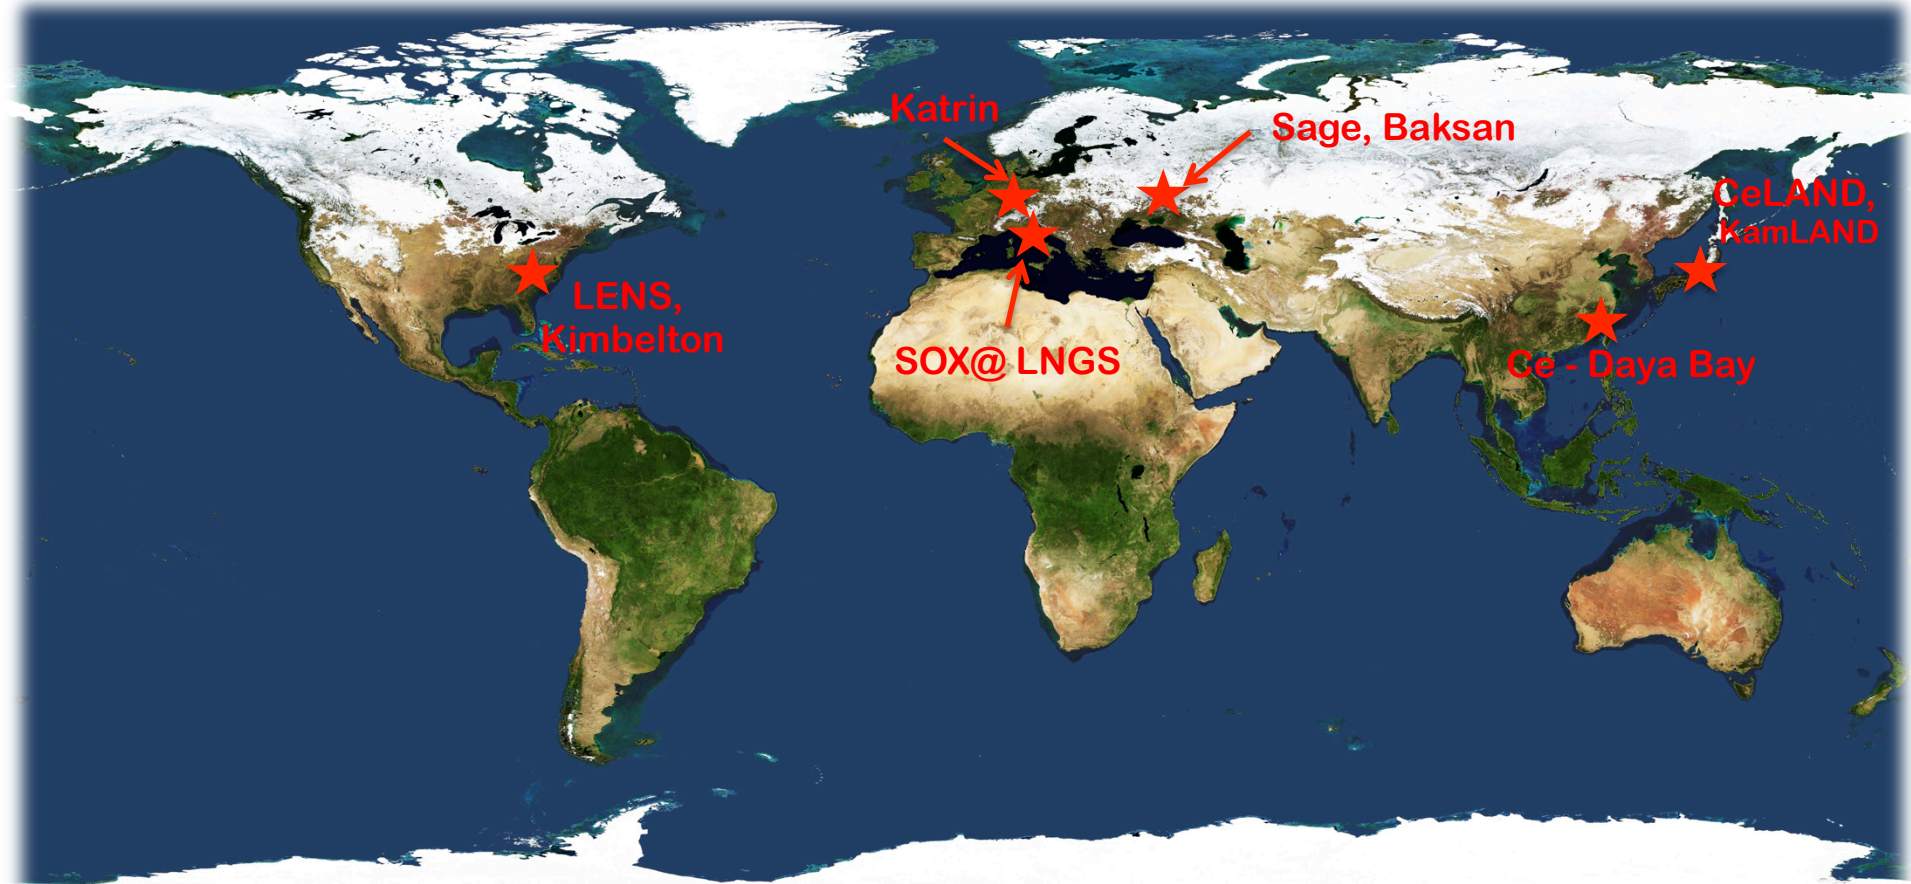 Katrin
Sage, Baksan
CeLAND,
KamLAND
LENS,
Kimbelton
SOX@ LNGS
Ce - Daya Bay